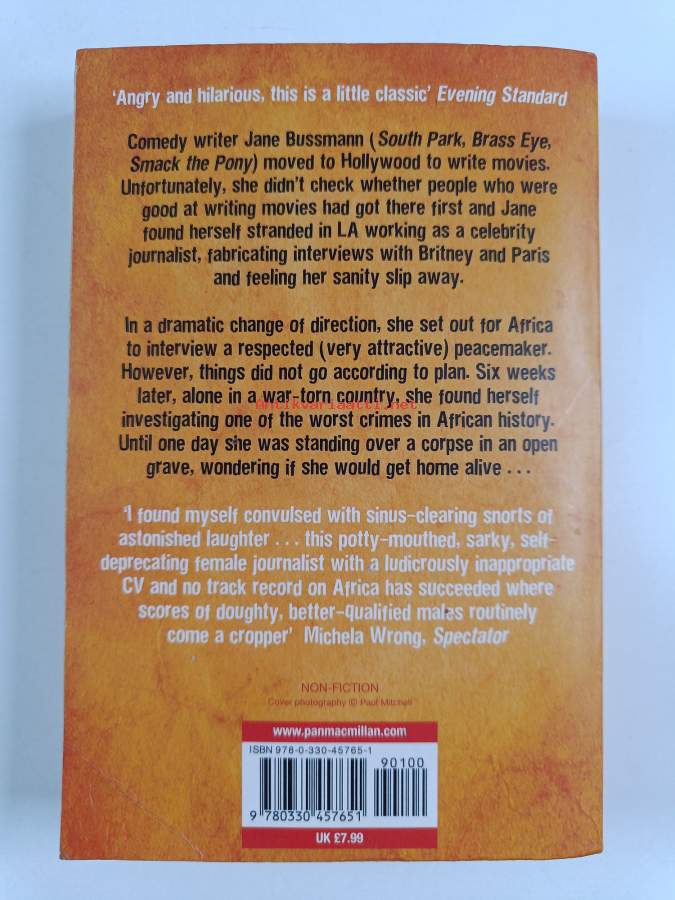 'Angry and hilarious, this is a little classic' Evening Standard
Comedy writer Jane Bussmann (South Park, Brass Eye,
Smack the Pony) moved to Hollywood to write movies.
Unfortunately, she didn't check whether people who were
good at writing movies had got there first and Jane
found herself stranded in LA working as a celebrity
journalist, fabricating interviews with Britney and Paris
and feeling her sanity slip away.
In a dramatic change of direction, she set out for Africa
to interview a respected (very attractive) peacemaker.
However, things did not go according to plan. Six weeks
later, alone in a war-torn country, she found herself
Antikvariaatti.net
investigating one of the worst crimes in African history.
Until one day she was standing over a corpse in an open
grave, wondering if she would get home alive . . .
'I found myself convulsed with sinus-clearing snorts of
astonished laughter . . . this potty-mouthed, sarky, self-
deprecating female journalist with a ludicrously inappropriate
CV and no track record on Africa has succeeded where
scores of doughty, better-qualified males routinely
come a cropper' Michela Wrong, Spectator
NON-FICTION
Cover photography © Paul Mitchell
www.panmacmillan.com
ISBN 978-0-330-45765-1
90100
9 780330 457651
UK £7.99